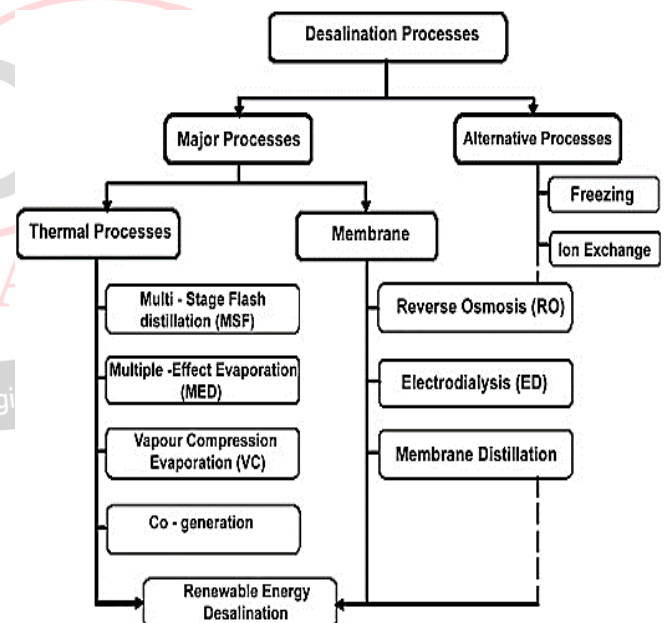 Desalination Processes
Major Processes
Alternative Processes
Freezing
Ion Exchange
Thermal Processes
Membrane
Multi - Stage Flash
distillation (MSF)
Multiple -Effect Evaporation
(MED)
Vapour Compression
Evaporation (VC)
Co - generation
Reverse Osmosis (RO)
Electrodialysis (ED)
Membrane Distillation
Renewable Energy
Desalination